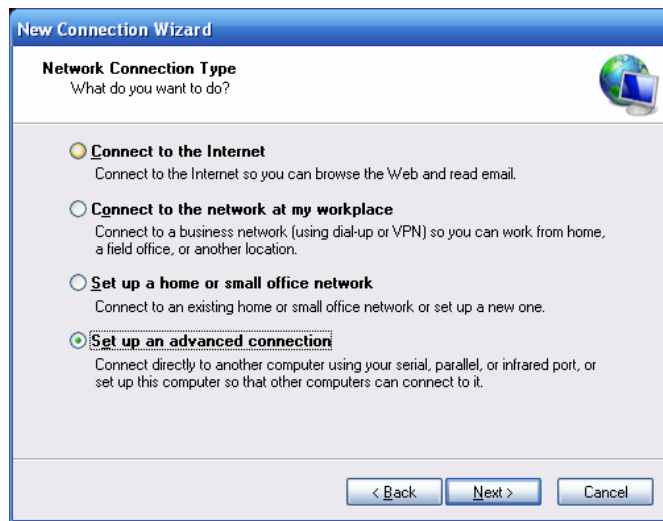 New Connection Wizard
Network Connection Type
What do you want to do?
Connect to the Internet
Connect to the Internet so you can browse the Web and read email.
Connect to the network at my workplace
Connect to a business network (using dial-up or VPN) so you can work from home,
a field office, or another location.
Set up a home or small office network
Connect to an existing home or small office network or set up a new one.
Set up an advanced connection
Connect directly to another computer using your serial, parallel, or infrared port, or
set up this computer so that other computers can connect to it.
< Back Next > Cancel